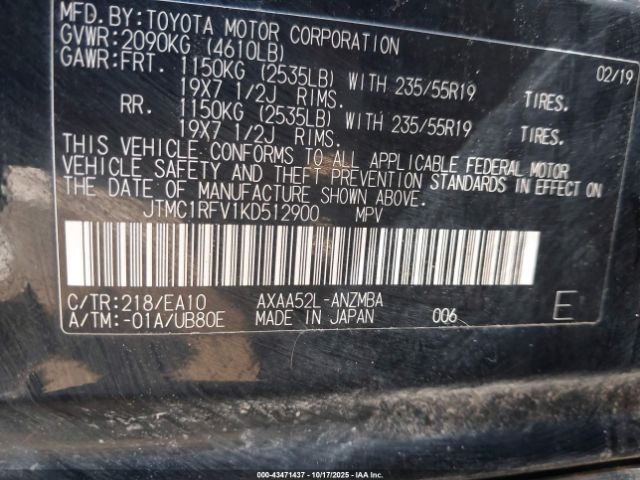 MFD.BY:TOYOTA MOTOR CORPORATION
GVWR:2090KG (4610LB) 02/19
GAWR:FRT. 1150KG (2535LB) WITH 235/55R19
19X7 1/2J RIMS. TIRES.
RR. 1150KG (2535LB) WITH 235/55R19
19X7 1/2J RIMS. TIRES.
THIS VEHICLE CONFORMS TO ALL APPLICABLE FEDERAL MOTOR
VEHICLE SAFETY AND THEFT PREVENTION STANDARDS IN EFFECT ON
THE DATE OF MANUFACTURE SHOWN ABOVE.
JTMC1RFV1KD512900 MPV
C/TR:218/EA10 AXAA52L-ANZMBA E
A/TM:-01A/UB80E MADE IN JAPAN 006
000-43471437 | 10/17/2025 - IAA Inc.